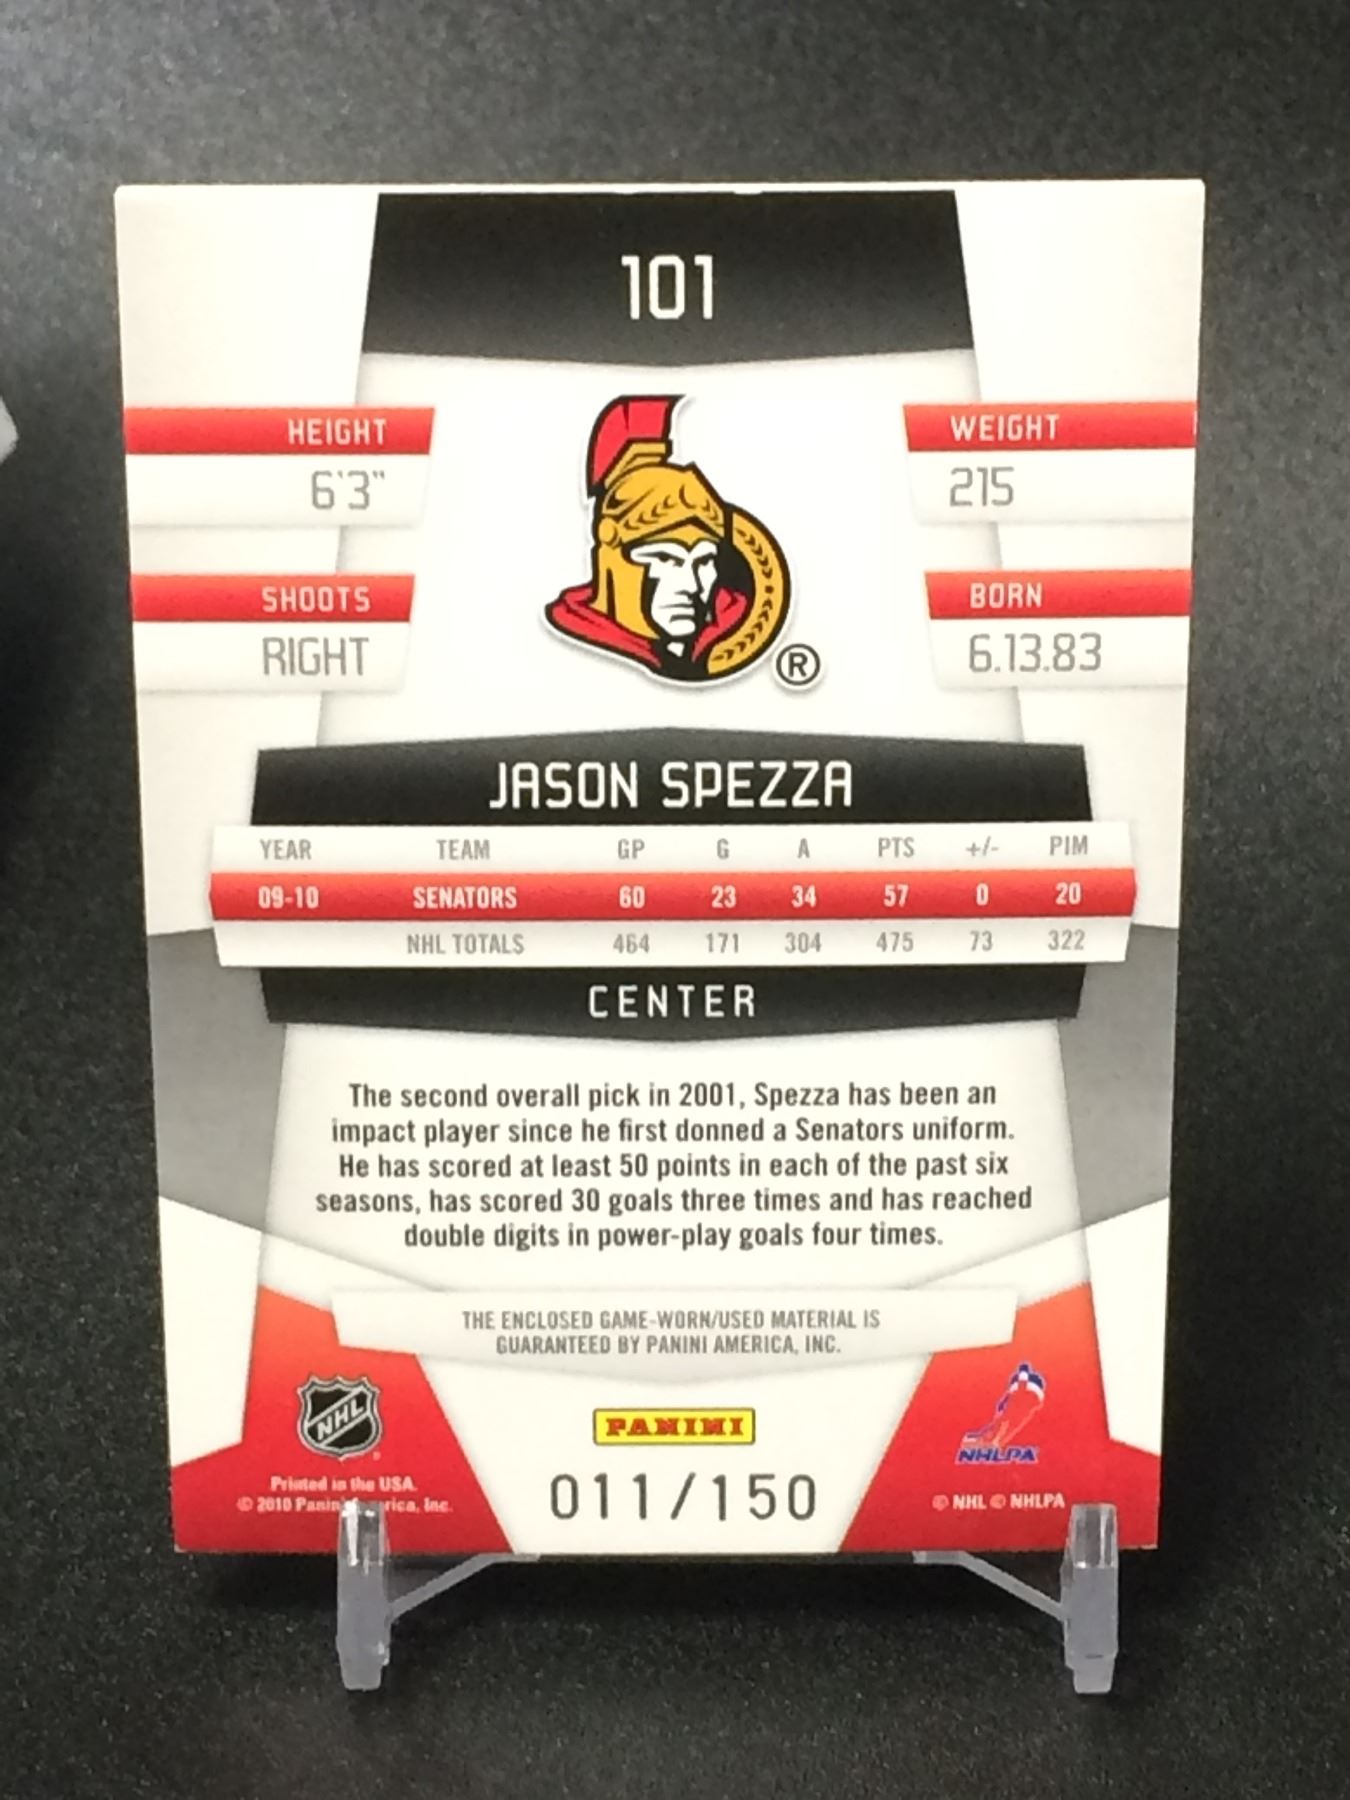 101
HEIGHT
6'3"
WEIGHT
215
SHOOTS
RIGHT
BORN
6.13.83
®
JASON SPEZZA
YEAR TEAM GP G A PTS +/- PIM
09-10 SENATORS 60 23 34 57 0 20
NHL TOTALS 464 171 304 475 73 322
CENTER
The second overall pick in 2001, Spezza has been an
impact player since he first donned a Senators uniform.
He has scored at least 50 points in each of the past six
seasons, has scored 30 goals three times and has reached
double digits in power-play goals four times.
THE ENCLOSED GAME-WORN/USED MATERIAL IS
GUARANTEED BY PANINI AMERICA, INC.
NHL
PANINI
NHLPA
Printed in the USA.
© 2010 Panini America, Inc.
011/150
© NHL © NHLPA